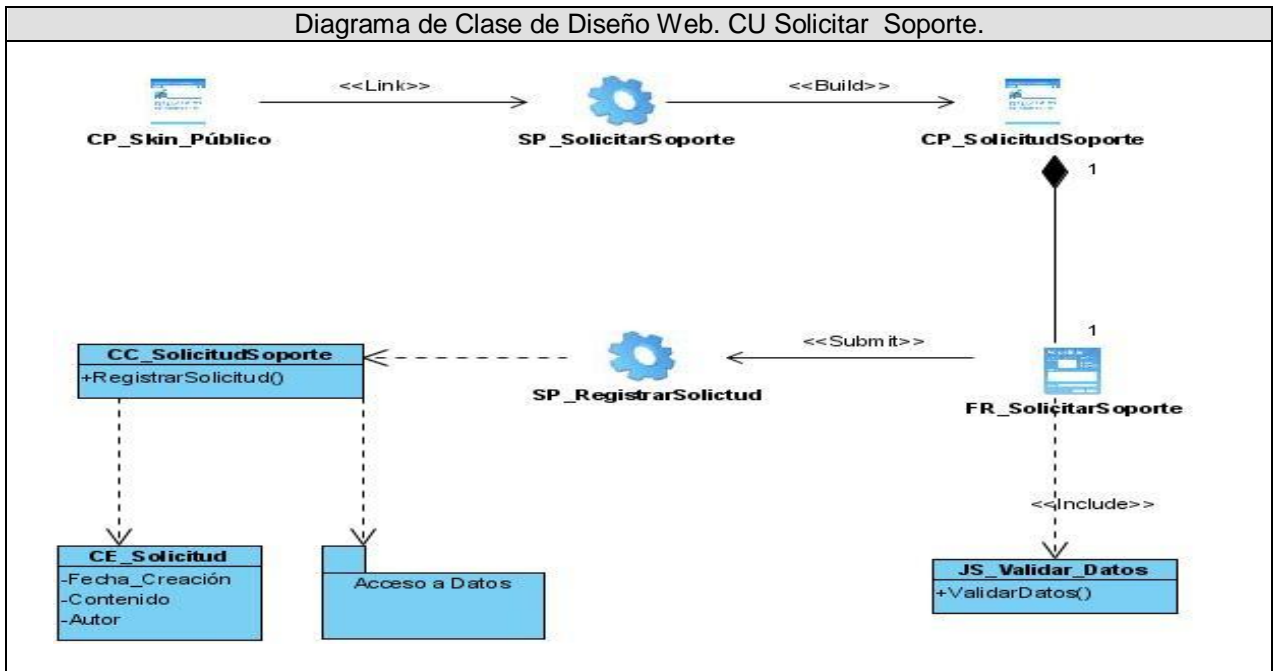 Diagrama de Clase de Diseño Web. CU Solicitar Soporte.
<<Link>>
<<Build>>
CP_Skin_Público
SP_SolicitarSoporte
CP_SolicitudSoporte
1
1
<<Submit>>
CC_SolicitudSoporte
+RegistrarSolicitud()
SP_RegistrarSolictud
FR_SolicitarSoporte
<<Include>>
CE_Solicitud
-Fecha_Creación
-Contenido
-Autor
Acceso a Datos
JS_Validar_Datos
+ValidarDatos()